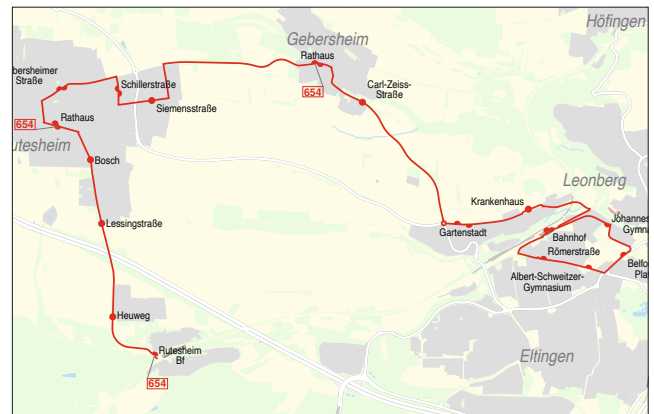 Höfingen
Gebersheim
Rathaus
bersheimer
Straße
Schillerstraße
Siemensstraße
654
Carl-Zeiss-
Straße
654
Rathaus
utesheim
Bosch
Leonberg
Krankenhaus
Lessingstraße
Gartenstadt
Johannes
Gymna
Bahnhof
Römerstraße
Belfo
Pla
Albert-Schweitzer-
Gymnasium
Heuweg
Rutesheim
Bf
Eltingen
654